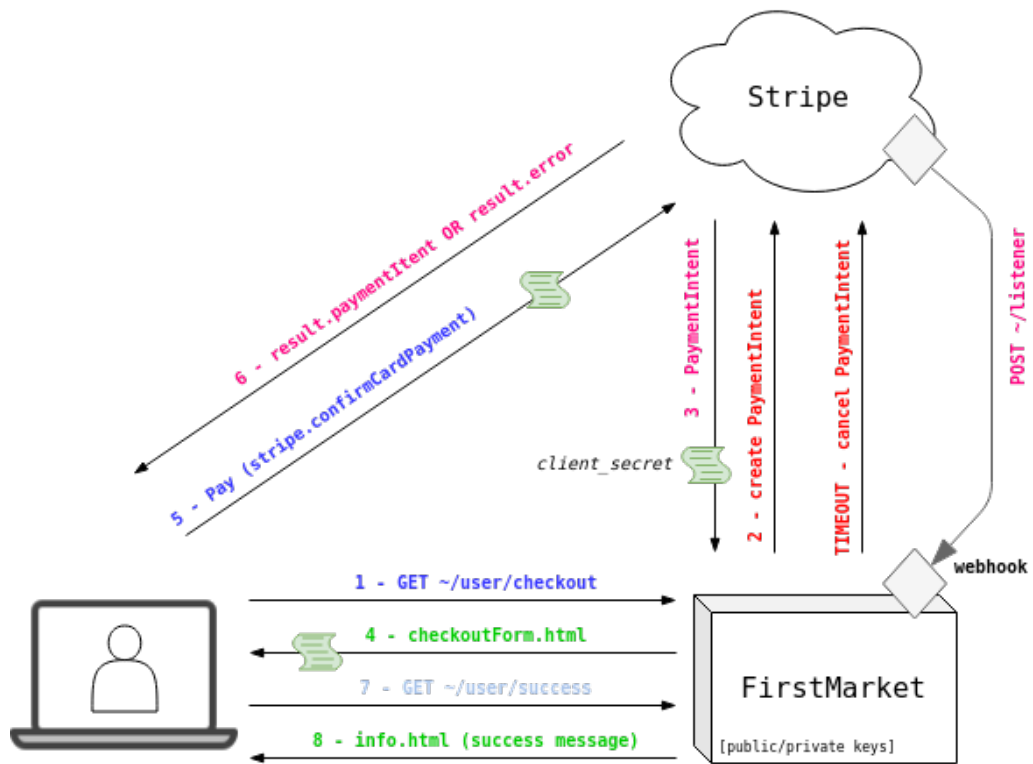 Stripe
6 - result.paymentItent OR result.error
5 - Pay (stripe.confirmCardPayment)
3 - PaymentIntent
2 - create PaymentIntent
TIMEOUT - cancel PaymentIntent
POST ~/listener
client_secret
webhook
1 - GET ~/user/checkout
4 - checkoutForm.html
7 - GET ~/user/success
8 - info.html (success message)
FirstMarket
[public/private keys]